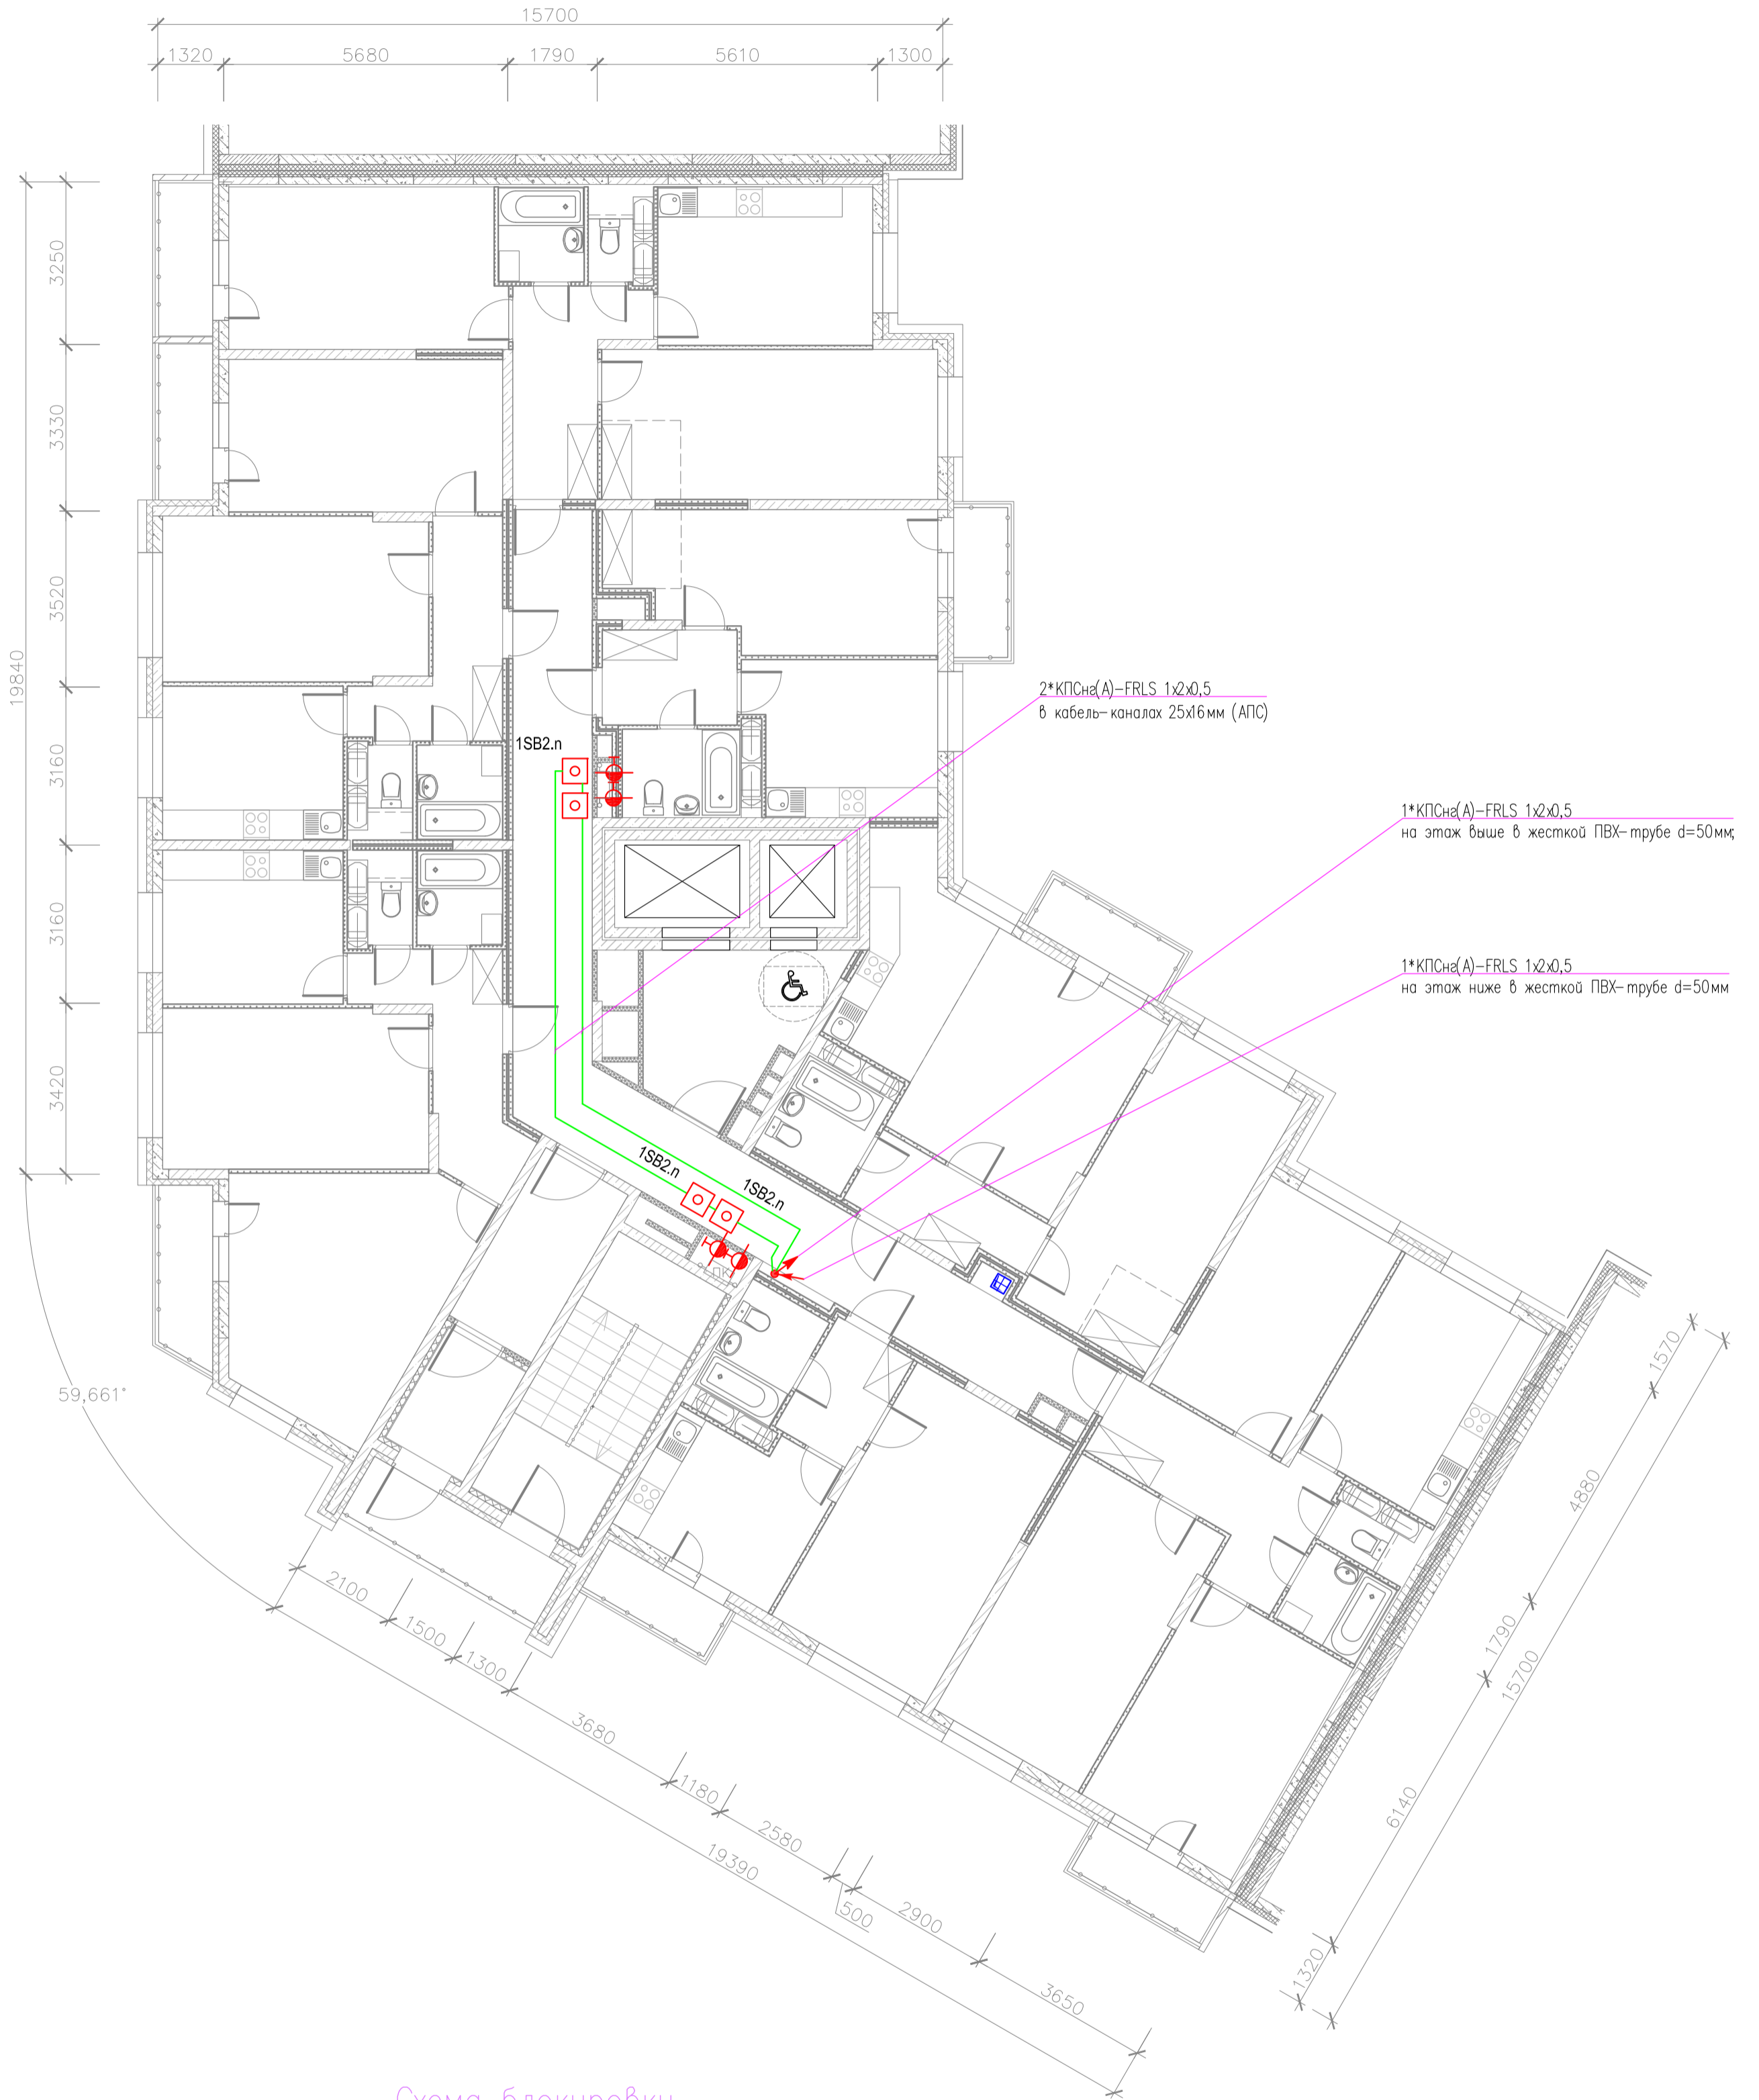 15700
1320 5680 1790 5610 1300
3250
3330
3520
19840
3160
3160
3420
2*КПСнг(А)-FRLS 1х2х0,5
в кабель-каналах 25х16мм (АПС)
1SB2.n
1*КПСнг(А)-FRLS 1х2х0,5
на этаж выше в жесткой ПВХ-трубе d=50мм;
1*КПСнг(А)-FRLS 1х2х0,5
на этаж ниже в жесткой ПВХ-трубе d=50мм
1SB2.n
1SB2.n
ПК
59,661°
1570
4880
1790
15700
6140
1320
2100
1500
1300
3680
1180
2580
19390
500
2900
3650
Схема блокировки